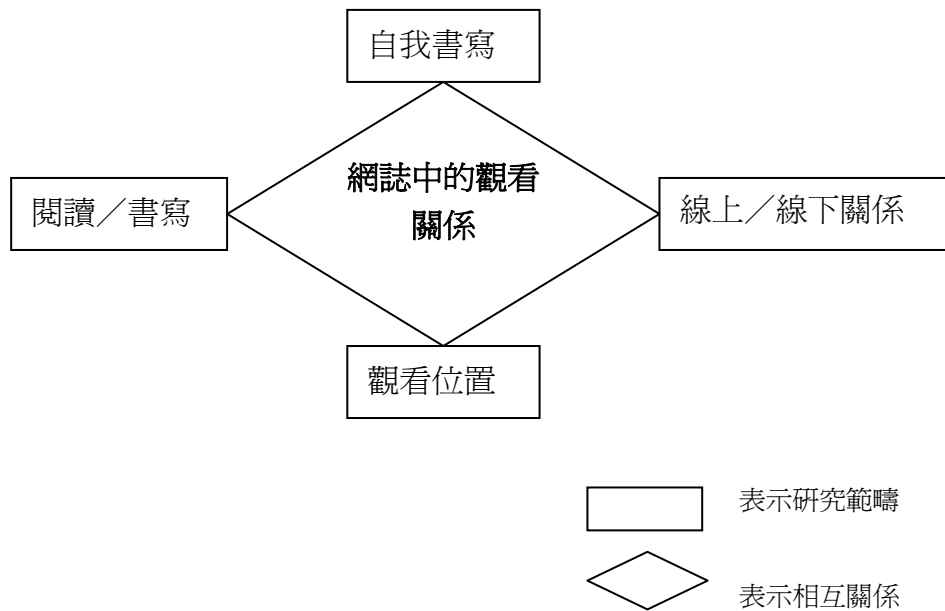 自我書寫
網誌中的觀看
關係
閱讀／書寫
線上／線下關係
觀看位置
表示研究範疇
表示相互關係